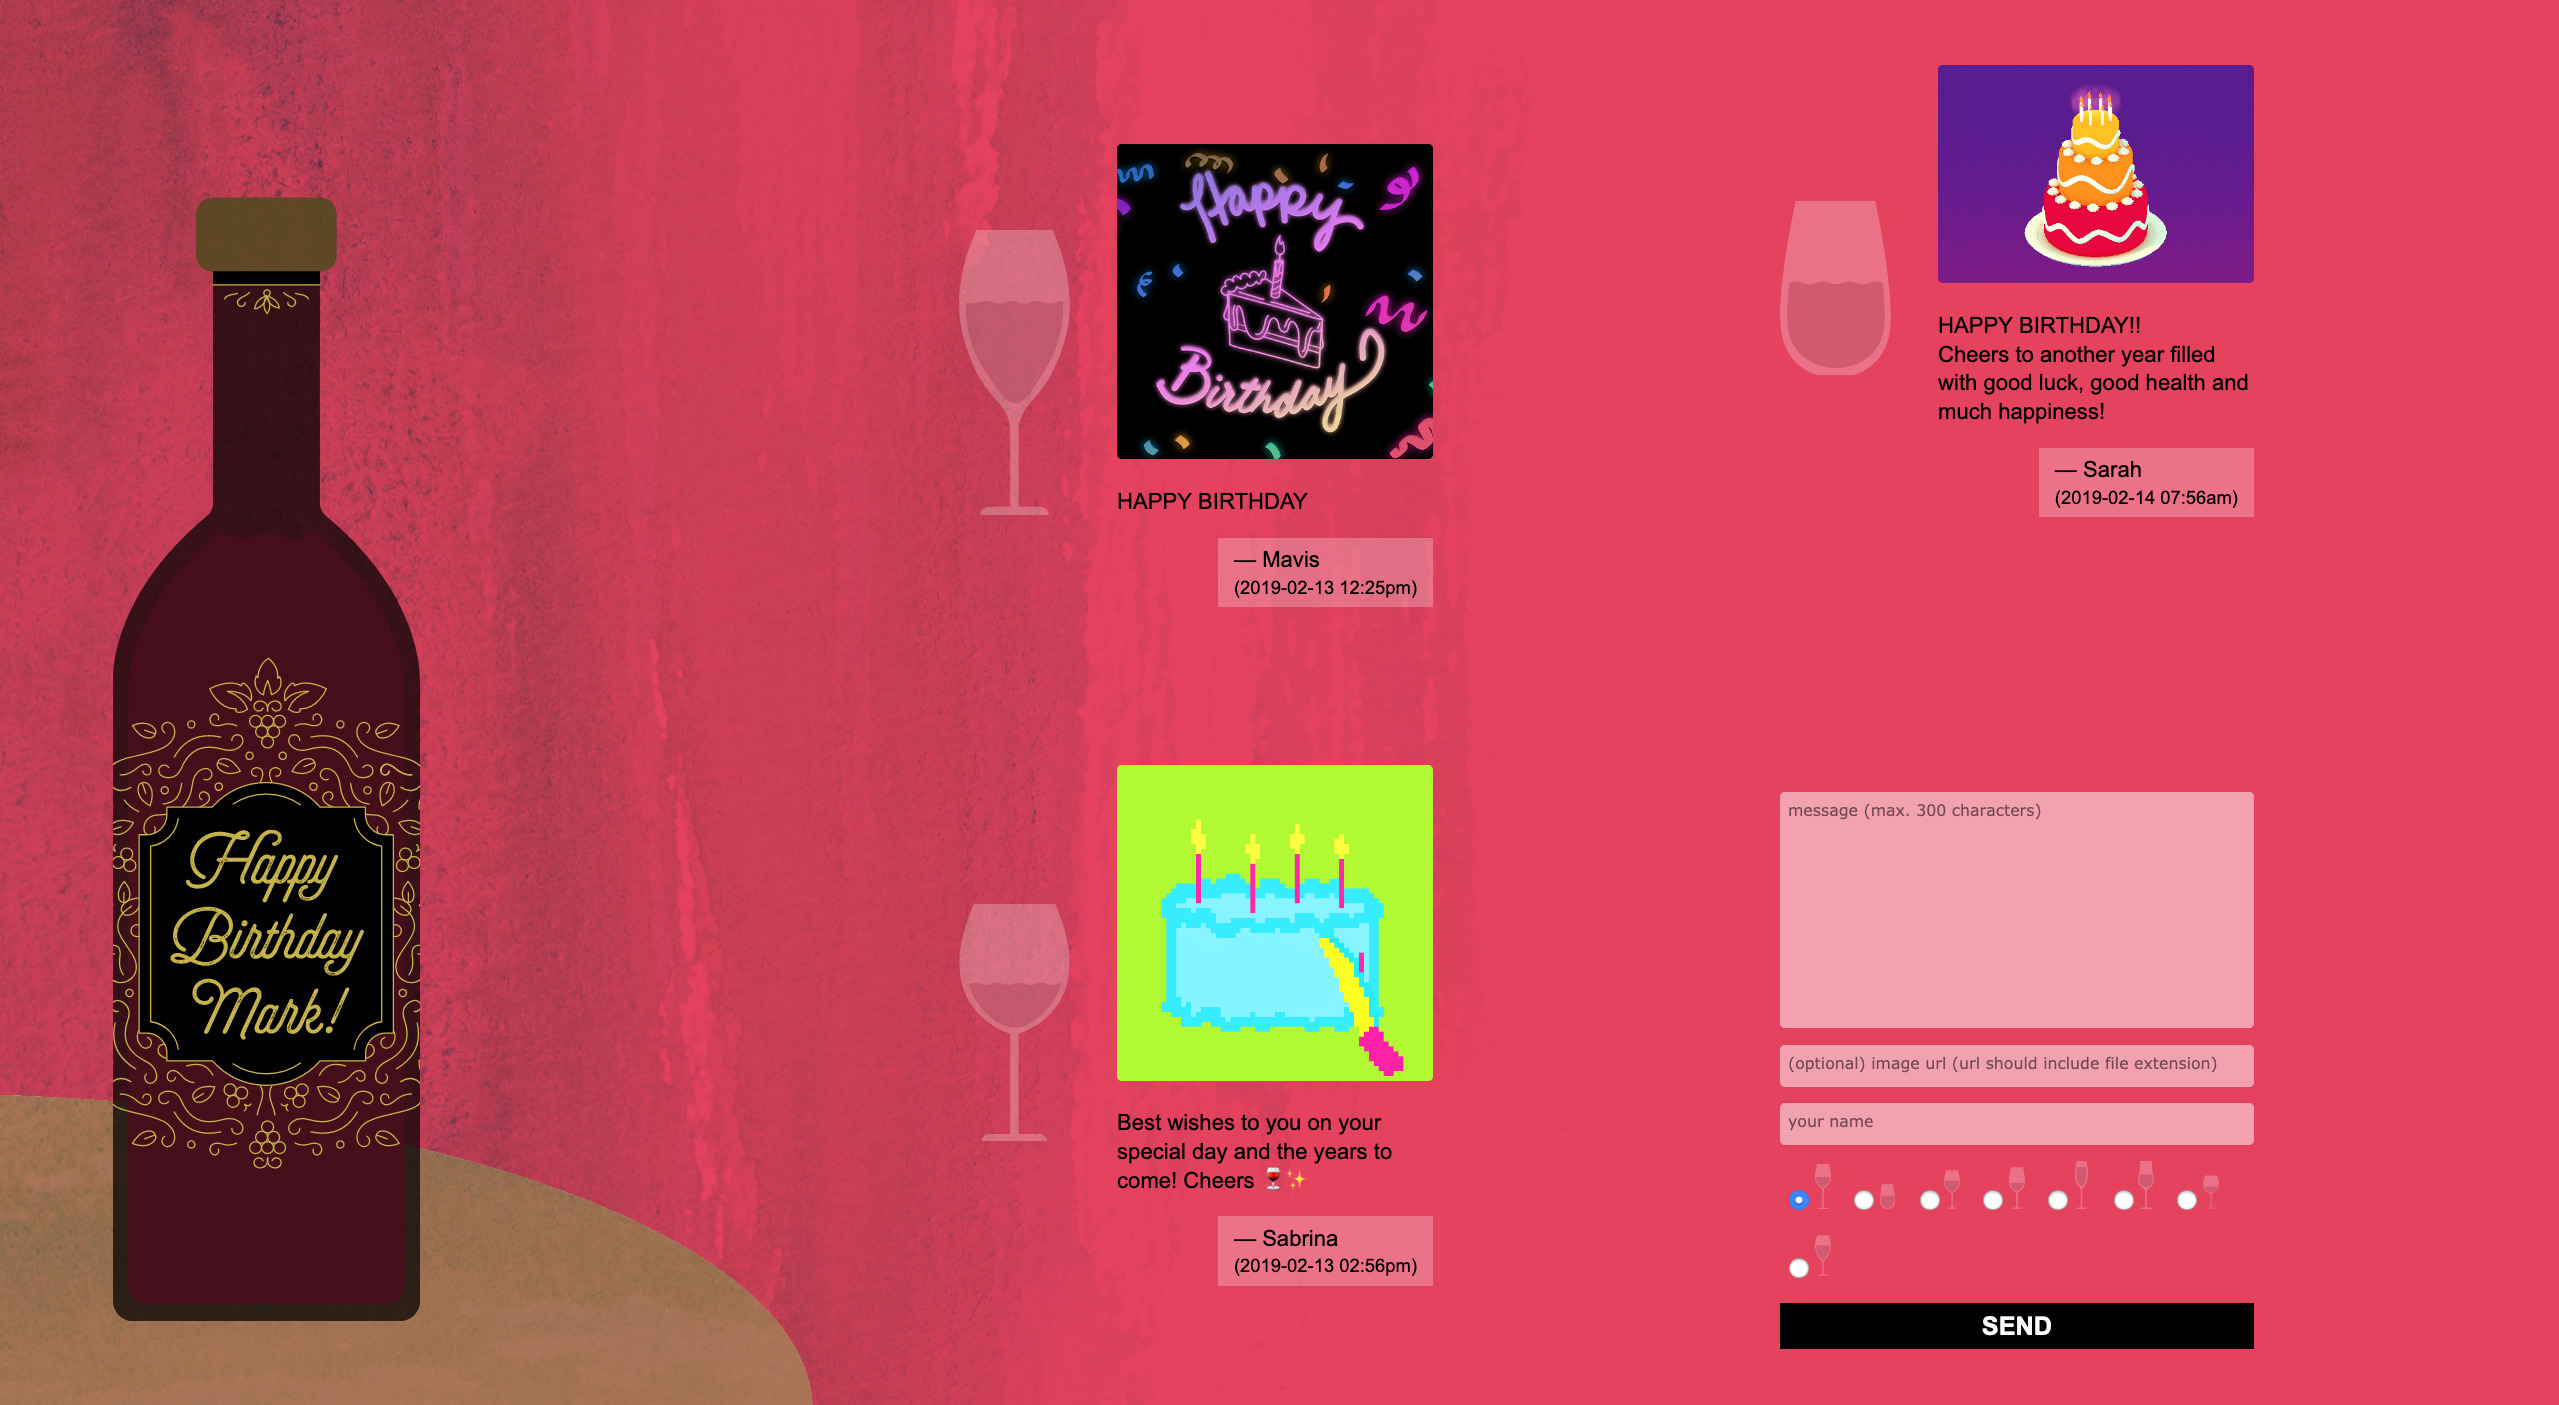 Happy
Birthday
Mark!
Happy
Birthday
HAPPY BIRTHDAY
— Mavis
(2019-02-13 12:25pm)
Best wishes to you on your
special day and the years to
come! Cheers 🍷✨
— Sabrina
(2019-02-13 02:56pm)
HAPPY BIRTHDAY!!
Cheers to another year filled
with good luck, good health and
much happiness!
— Sarah
(2019-02-14 07:56am)
message (max. 300 characters)
(optional) image url (url should include file extension)
your name
SEND